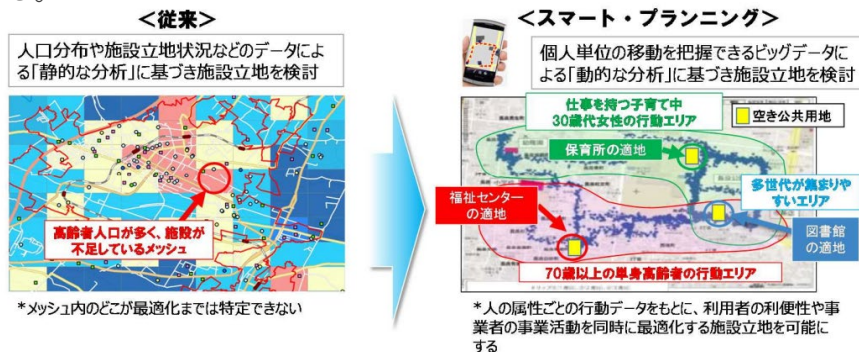 る。
＜従来＞
人口分布や施設立地状況などのデータによ
る「静的な分析」に基づき施設立地を検討
高齢者人口が多く、施設が
不足しているメッシュ
*メッシュ内のどこが最適化までは特定できない
＜スマート・プランニング＞
個人単位の移動を把握できるビッグデータに
よる「動的な分析」に基づき施設立地を検討
仕事を持つ子育て中
30歳代女性の行動エリア
空き公共用地
保育所の適地
多世代が集まりや
すいエリア
福祉センター
の適地
図書館
の適地
70歳以上の単身高齢者の行動エリア
*人の属性ごとの行動データをもとに、利用者の利便性や事
業者の事業活動を同時に最適化する施設立地を可能に
する